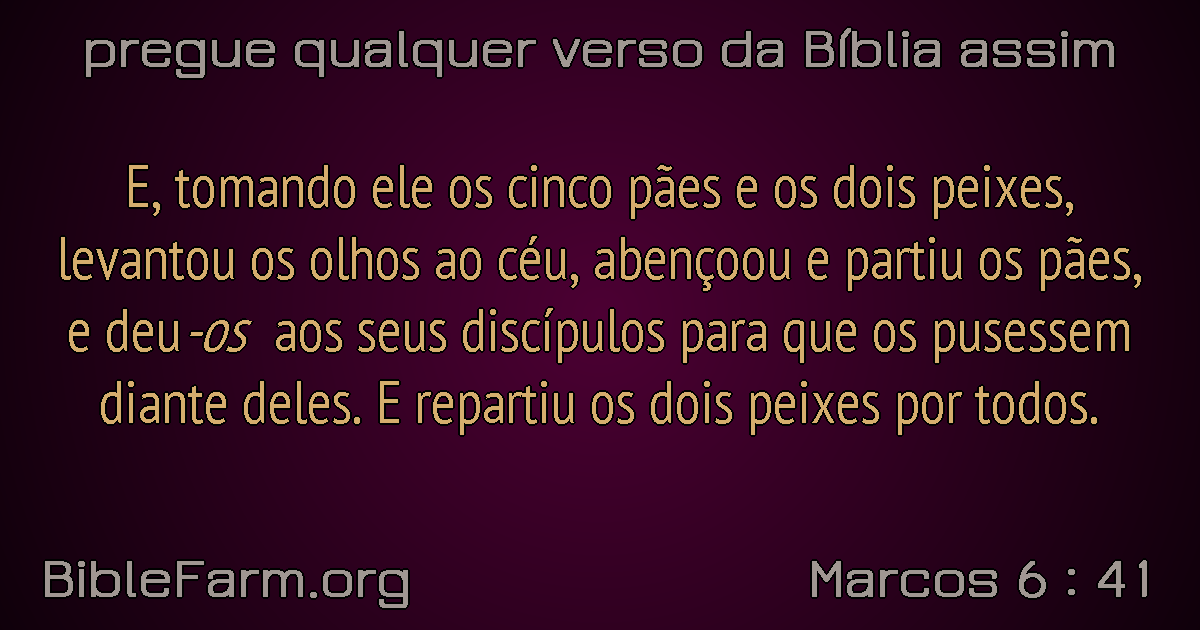 pregue qualquer verso da Bíblia assim
E, tomando ele os cinco pães e os dois peixes,
levantou os olhos ao céu, abençoou e partiu os pães,
e deu-os aos seus discípulos para que os pusessem
diante deles. E repartiu os dois peixes por todos.
BibleFarm.org
Marcos 6 : 41